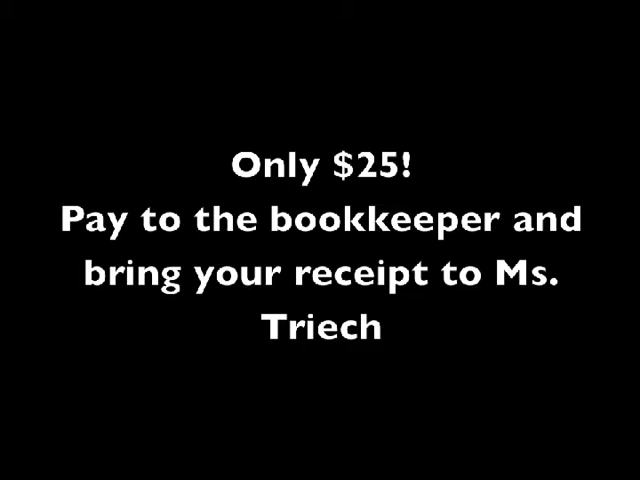 Only $25!
Pay to the bookkeeper and
bring your receipt to Ms.
Triech